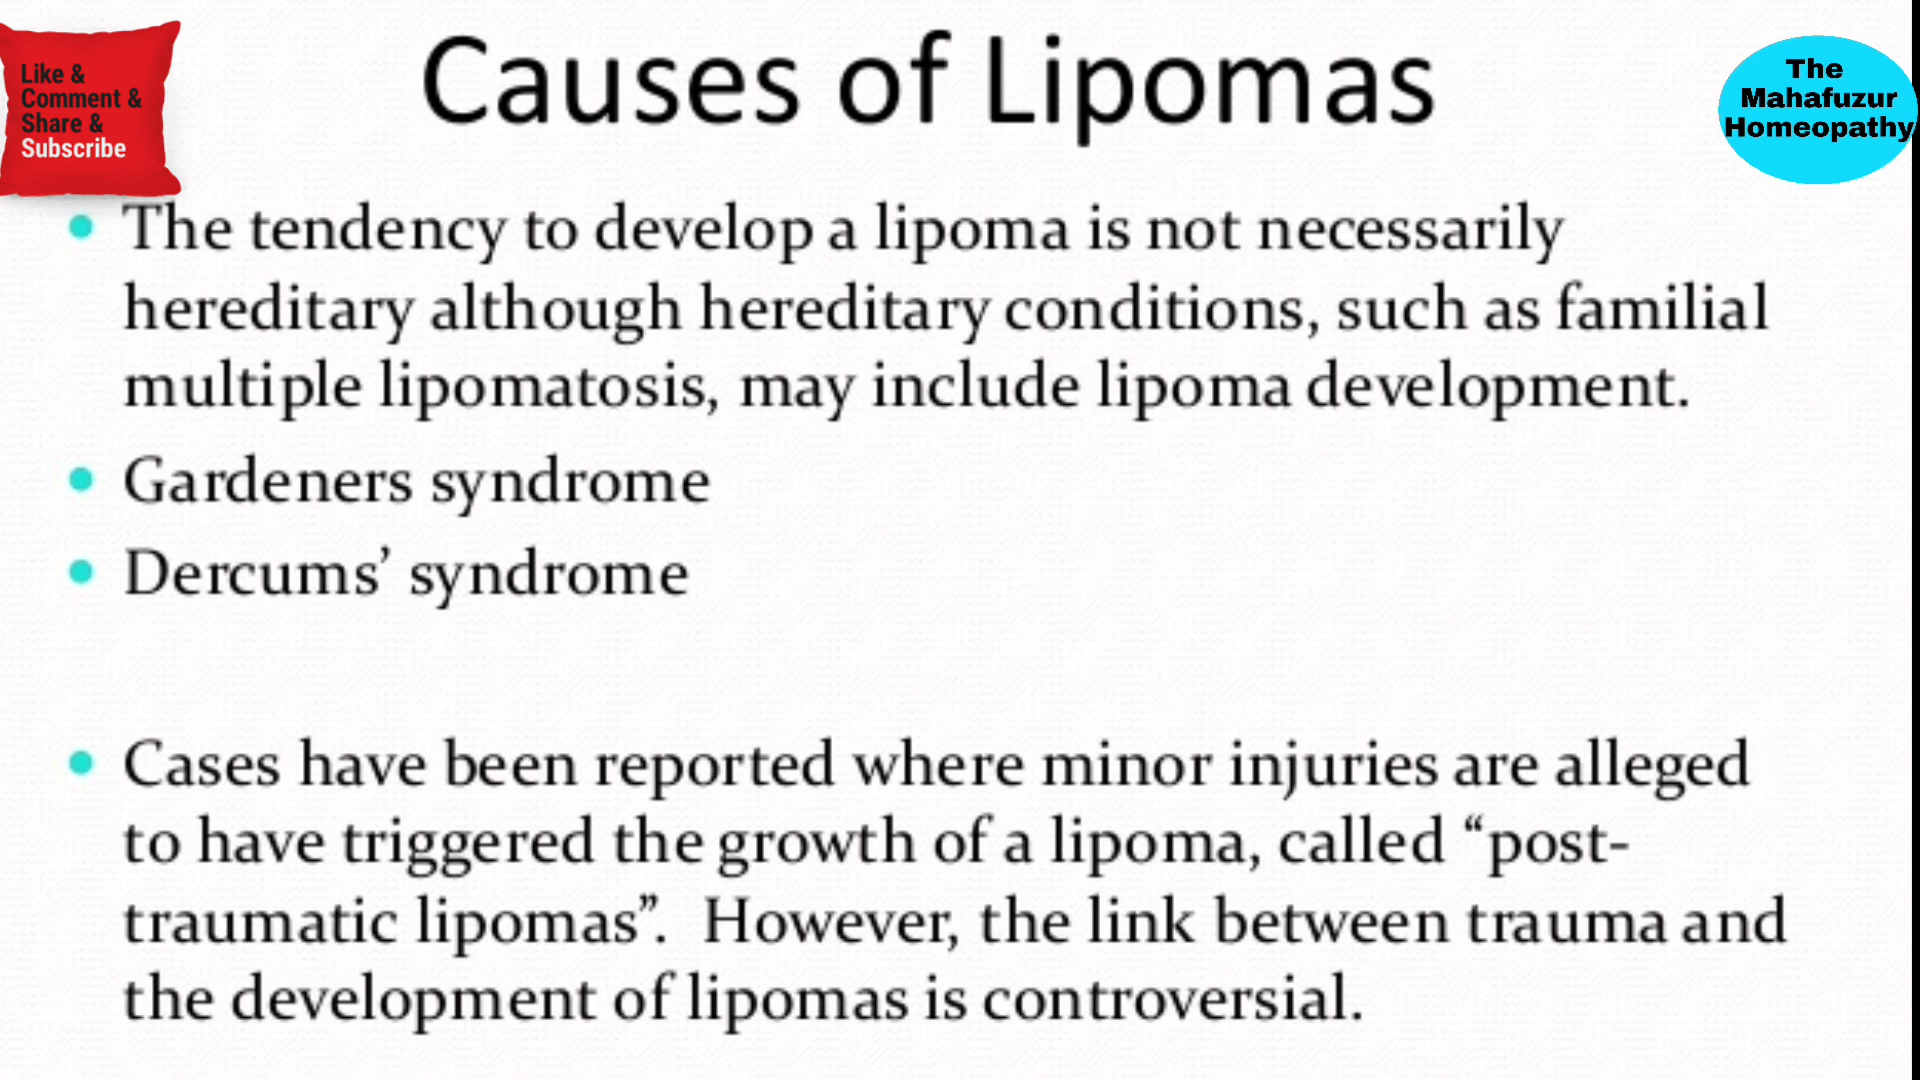 Like &
Comment &
Share &
Subscribe
Causes of Lipomas
The
Mahafuzur
Homeopathy
• The tendency to develop a lipoma is not necessarily
hereditary although hereditary conditions, such as familial
multiple lipomatosis, may include lipoma development.
• Gardeners syndrome
• Dercums’ syndrome
• Cases have been reported where minor injuries are alleged
to have triggered the growth of a lipoma, called “post-
traumatic lipomas”. However, the link between trauma and
the development of lipomas is controversial.